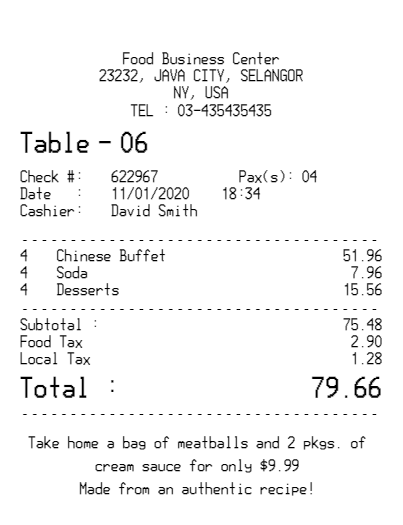 Food Business Center
23232, JAVA CITY, SELANGOR
NY, USA
TEL : 03-435435435
Table - 06
Check #: 622967 Pax(s): 04
Date : 11/01/2020 18:34
Cashier: David Smith
4 Chinese Buffet 51.96
4 Soda 7.96
4 Desserts 15.56
Subtotal : 75.48
Food Tax 2.90
Local Tax 1.28
Total : 79.66
Take home a bag of meatballs and 2 pkgs. of
cream sauce for only $9.99
Made from an authentic recipe!